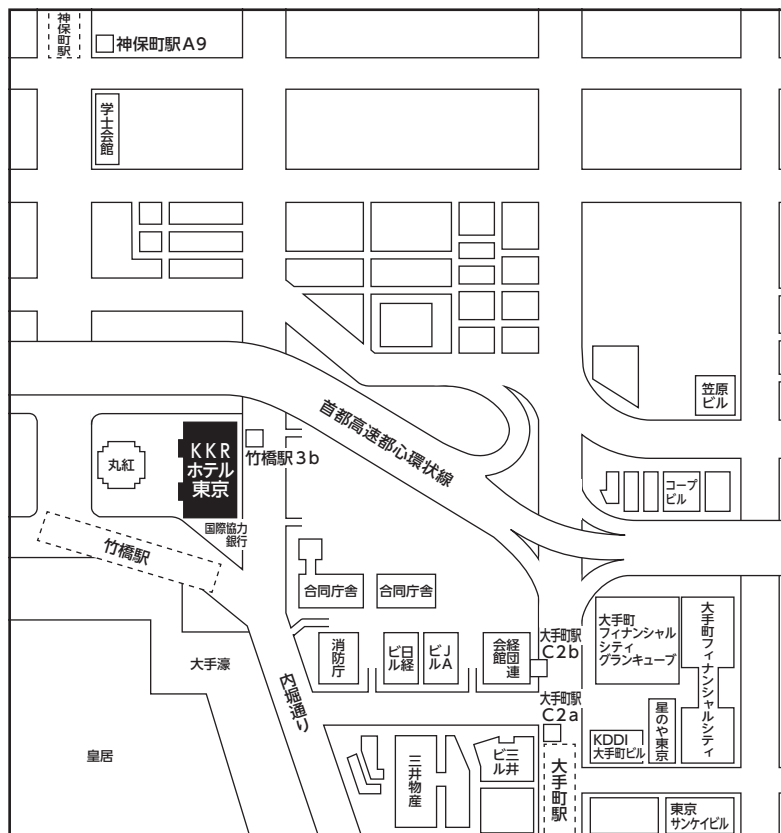 神保町駅
神保町駅A9
学士会館
首都高速都心環状線
笠原
ビル
丸紅
KKR
ホテル
東京
竹橋駅3b
コープ
ビル
竹橋駅
国際協力
銀行
合同庁舎
合同庁舎
大手町
フィナンシャル
シティ
グランキューブ
大手町フィナンシャルシティ
消防庁
日経
ビル
JA
ビル
経団連
会館
大手町駅
C2b
大手濠
内堀通り
大手町駅
C2a
星のや東京
KDDI
大手町ビル
皇居
三井物産
三井
ビル
大手町駅
東京
サンケイビル